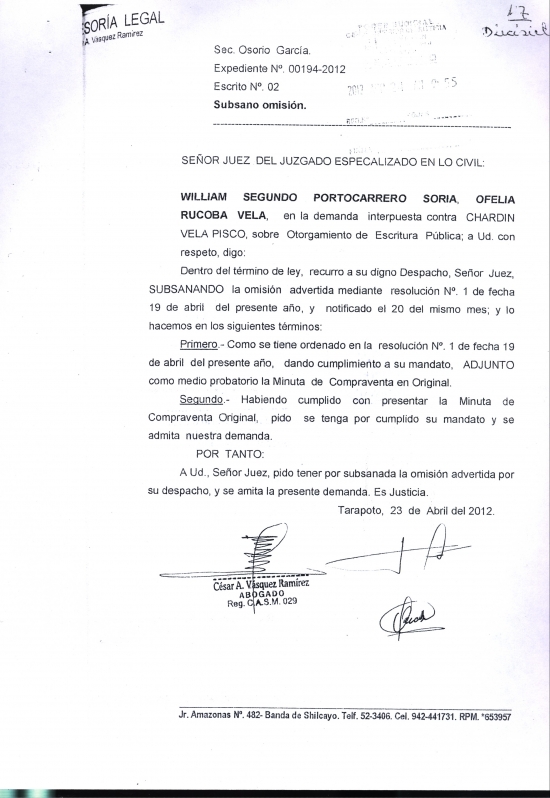 SORÍA LEGAL
A. Vásquez Ramírez
17
Diecisiet
Sec. Osorio García.
Expediente Nº. 00194-2012
Escrito Nº. 02
Subsano omisión.
SEÑOR JUEZ DEL JUZGADO ESPECALIZADO EN LO CIVIL:
WILLIAM SEGUNDO PORTOCARRERO SORIA, OFELIA
RUCOBA VELA, en la demanda interpuesta contra CHARDIN
VELA PISCO, sobre Otorgamiento de Escritura Pública; a Ud. con
respeto, digo:
Dentro del término de ley, recurro a su digno Despacho, Señor Juez,
SUBSANANDO la omisión advertida mediante resolución Nº. 1 de fecha
19 de abril del presente año, y notificado el 20 del mismo mes; y lo
hacemos en los siguientes términos:
Primero.- Como se tiene ordenado en la resolución Nº. 1 de fecha 19
de abril del presente año, dando cumplimiento a su mandato, ADJUNTO
como medio probatorio la Minuta de Compraventa en Original.
Segundo.- Habiendo cumplido con presentar la Minuta de
Compraventa Original, pido se tenga por cumplido su mandato y se
admita nuestra demanda.
POR TANTO:
A Ud., Señor Juez, pido tener por subsanada la omisión advertida por
su despacho, y se amita la presente demanda. Es Justicia.
Tarapoto, 23 de Abril del 2012.
César A. Vásquez Ramírez
ABOGADO
Reg. C.A.S.M. 029
Jr. Amazonas Nº. 482- Banda de Shilcayo. Telf. 52-3406. Cel. 942-441731. RPM. *653957